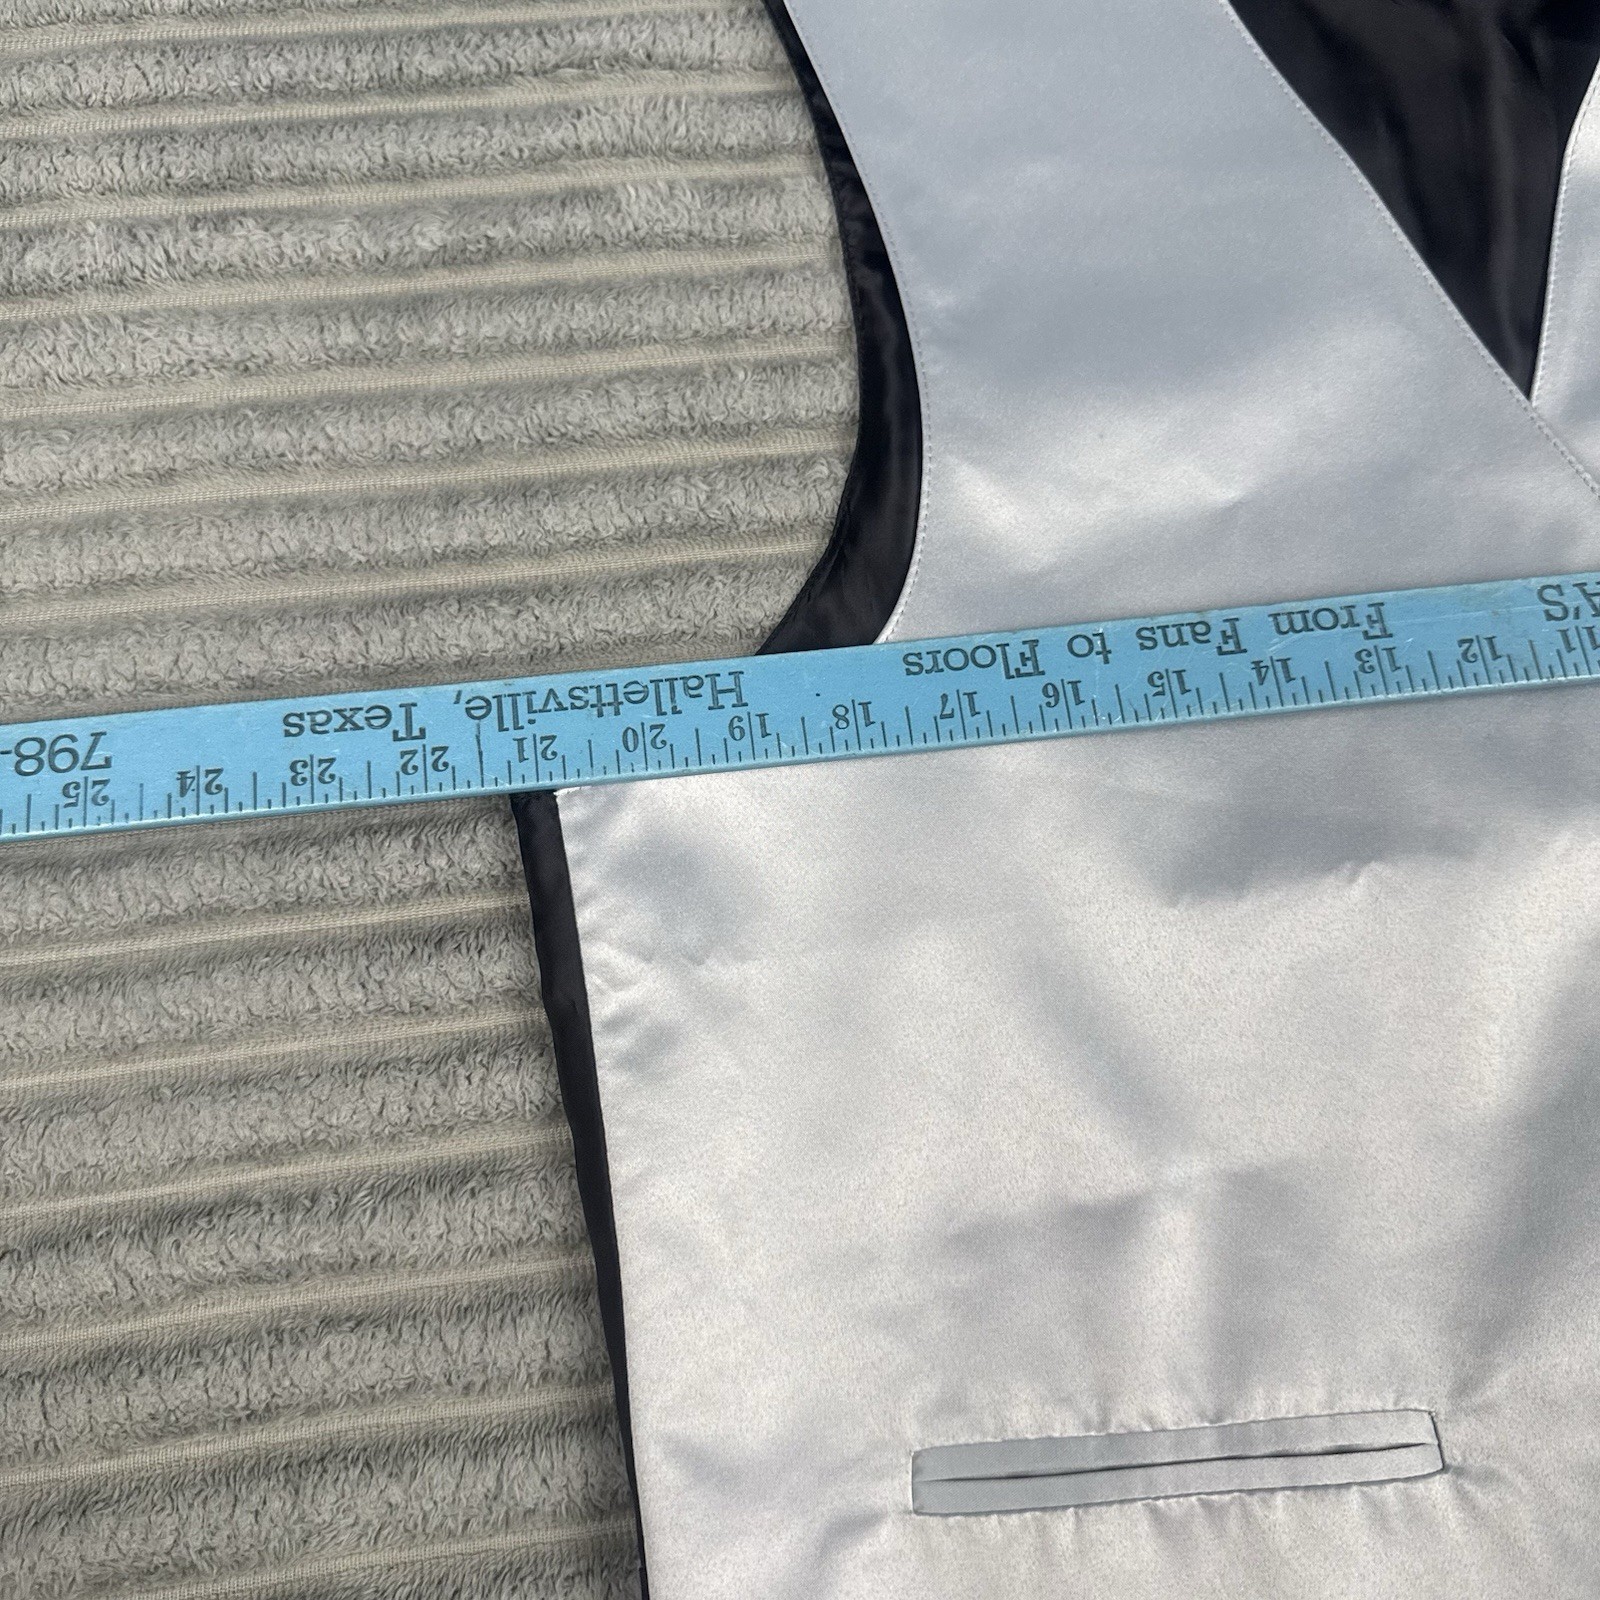 A'S From Fans to Floors Hallettsville, Texas 798-
11 12 13 14 15 16 17 18 19 20 21 22 23 24 25